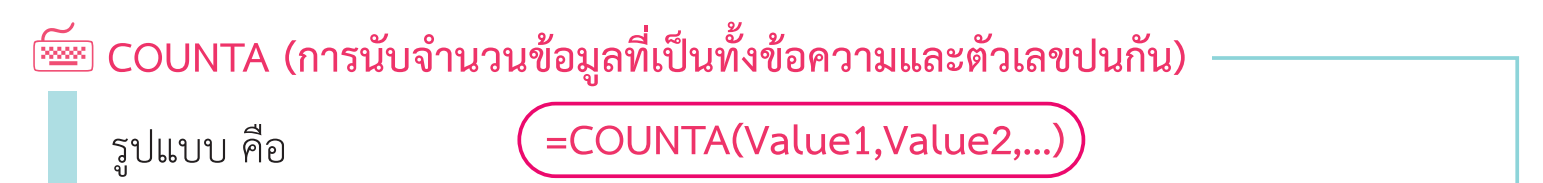 COUNTA (การนับจำนวนข้อมูลที่เป็นทั้งข้อความและตัวเลขปนกัน)
รูปแบบ คือ =COUNTA(Value1,Value2,...)